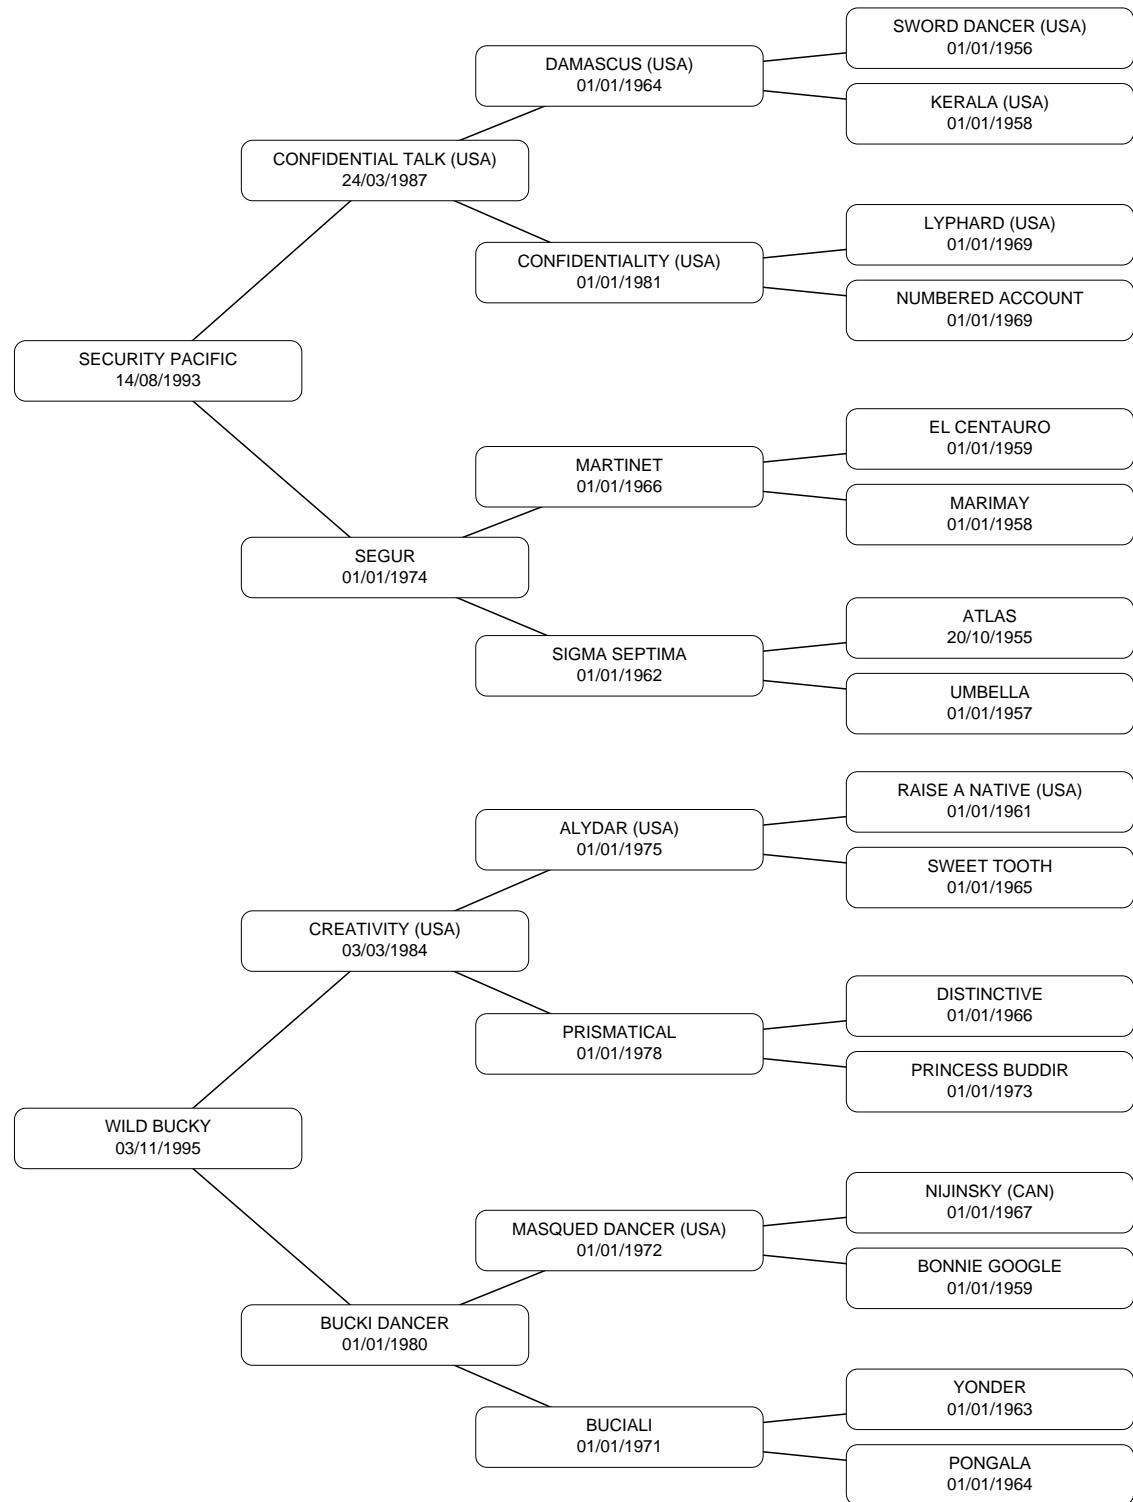 SWORD DANCER (USA)
01/01/1956
DAMASCUS (USA)
01/01/1964
KERALA (USA)
01/01/1958
CONFIDENTIAL TALK (USA)
24/03/1987
LYPHARD (USA)
01/01/1969
CONFIDENTIALITY (USA)
01/01/1981
NUMBERED ACCOUNT
01/01/1969
SECURITY PACIFIC
14/08/1993
EL CENTAURO
01/01/1959
MARTINET
01/01/1966
MARIMAY
01/01/1958
SEGUR
01/01/1974
ATLAS
20/10/1955
SIGMA SEPTIMA
01/01/1962
UMBELLA
01/01/1957
RAISE A NATIVE (USA)
01/01/1961
ALYDAR (USA)
01/01/1975
SWEET TOOTH
01/01/1965
CREATIVITY (USA)
03/03/1984
DISTINCTIVE
01/01/1966
PRISMATICAL
01/01/1978
PRINCESS BUDDIR
01/01/1973
WILD BUCKY
03/11/1995
NIJINSKY (CAN)
01/01/1967
MASQUED DANCER (USA)
01/01/1972
BONNIE GOOGLE
01/01/1959
BUCKI DANCER
01/01/1980
YONDER
01/01/1963
BUCIALI
01/01/1971
PONGALA
01/01/1964